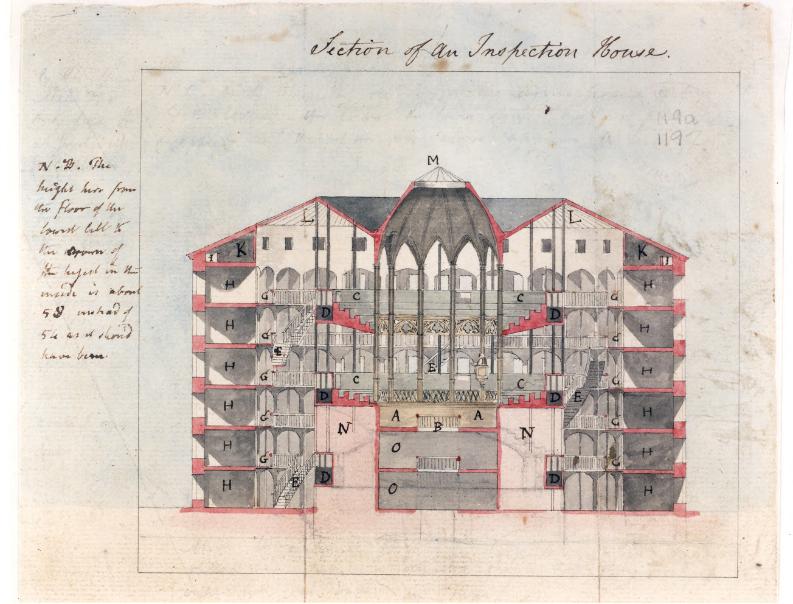 Section of an Inspection House.
119a
119
N.B. The
height here from
the Floor of the
lowest Cell to
the Crown of
the highest in the
inside is about
58 instead of
54 as it should
have been
M
L L
K K
I I
H G C C G H
H D D H
G G
H E E H
G C C G
H D E D H
G A A G
B
H N N H
G O G
H E D D H
O